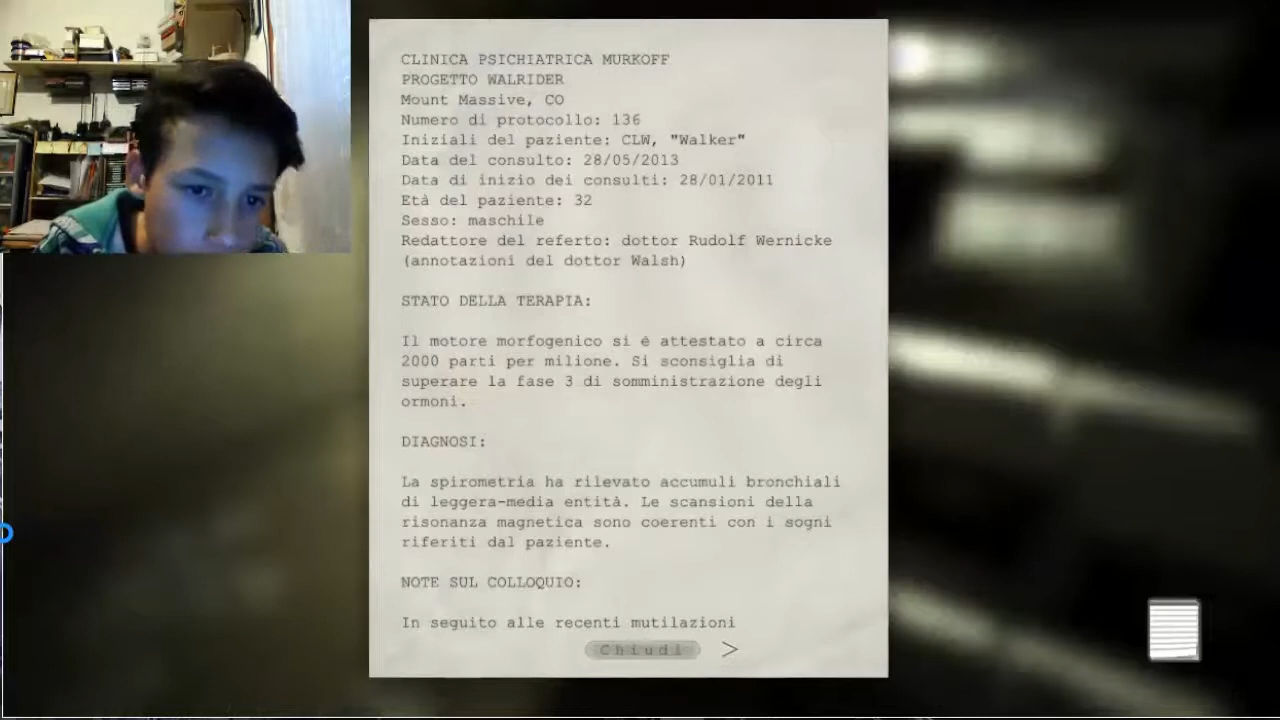 CLINICA PSICHIATRICA MURKOFF
PROGETTO WALRIDER
Mount Massive, CO
Numero di protocollo: 136
Iniziali del paziente: CLW, "Walker"
Data del consulto: 28/05/2013
Data di inizio dei consulti: 28/01/2011
Età del paziente: 32
Sesso: maschile
Redattore del referto: dottor Rudolf Wernicke
(annotazioni del dottor Walsh)
STATO DELLA TERAPIA:
Il motore morfogenico si è attestato a circa
2000 parti per milione. Si sconsiglia di
superare la fase 3 di somministrazione degli
ormoni.
DIAGNOSI:
La spirometria ha rilevato accumuli bronchiali
di leggera-media entità. Le scansioni della
risonanza magnetica sono coerenti con i sogni
riferiti dal paziente.
NOTE SUL COLLOQUIO:
In seguito alle recenti mutilazioni
Chiudi >